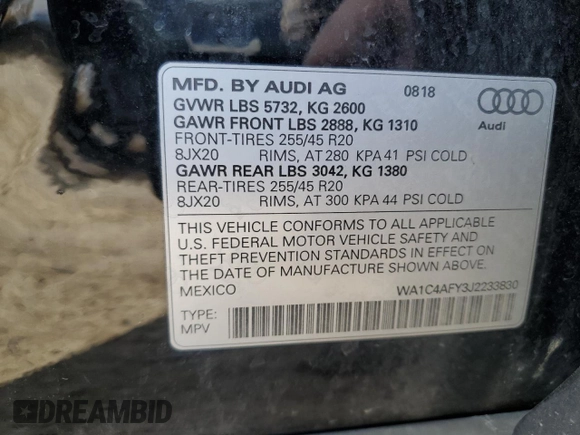 MFD. BY AUDI AG 0818
GVWR LBS 5732, KG 2600
GAWR FRONT LBS 2888, KG 1310
FRONT-TIRES 255/45 R20
8JX20 RIMS, AT 280 KPA 41 PSI COLD
GAWR REAR LBS 3042, KG 1380
REAR-TIRES 255/45 R20
8JX20 RIMS, AT 300 KPA 44 PSI COLD
Audi
THIS VEHICLE CONFORMS TO ALL APPLICABLE
U.S. FEDERAL MOTOR VEHICLE SAFETY AND
THEFT PREVENTION STANDARDS IN EFFECT ON
THE DATE OF MANUFACTURE SHOWN ABOVE.
MEXICO WA1C4AFY3J2233830
TYPE:
MPV
DREAMBID